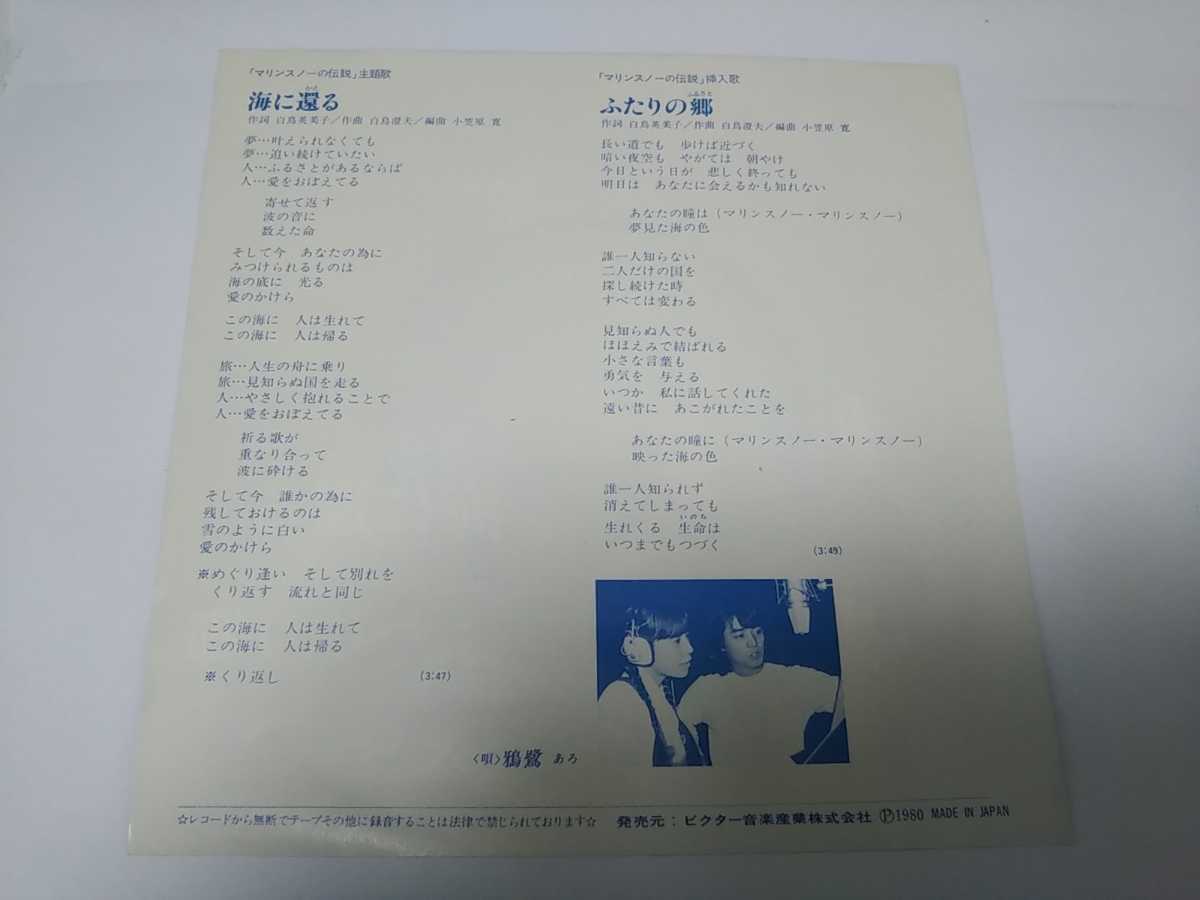 「マリンスノーの伝説」主題歌
海に還る
かえ
作詞 白鳥英美子／作曲 白鳥澄夫／編曲 小笠原 寛
夢…叶えられなくても
夢…追い続けていたい
人…ふるさとがあるならば
人…愛をおぼえてる
寄せて返す
波の音に
数えた命
そして今　あなたの為に
みつけられるものは
海の底に　光る
愛のかけら
この海に　人は生れて
この海に　人は帰る
旅…人生の舟に乗り
旅…見知らぬ国を走る
人…やさしく抱れることで
人…愛をおぼえてる
祈る歌が
重なり合って
波に砕ける
そして今　誰かの為に
残しておけるのは
雪のように白い
愛のかけら
※めぐり逢い　そして別れを
くり返す　流れと同じ
この海に　人は生れて
この海に　人は帰る
※くり返し
(3:47)
「マリンスノーの伝説」挿入歌
ふたりの郷
ふるさと
作詞 白鳥英美子／作曲 白鳥澄夫／編曲 小笠原 寛
長い道でも　歩けば近づく
暗い夜空も　やがては　朝やけ
今日という日が　悲しく終っても
明日は　あなたに会えるかも知れない
あなたの瞳は（マリンスノー・マリンスノー）
夢見た海の色
誰一人知らない
二人だけの国を
探し続けた時
すべては変わる
見知らぬ人でも
ほほえみで結ばれる
小さな言葉も
勇気を　与える
いつか　私に話してくれた
遠い昔に　あこがれたことを
あなたの瞳に（マリンスノー・マリンスノー）
映った海の色
誰一人知られず
消えてしまっても
生れくる　生命は
いのち
いつまでもつづく
(3:49)
〈唄〉鴉鷺 あろ
☆レコードから無断でテープその他に録音することは法律で禁じられております☆　発売元：ビクター音楽産業株式会社 Ⓟ1980 MADE IN JAPAN